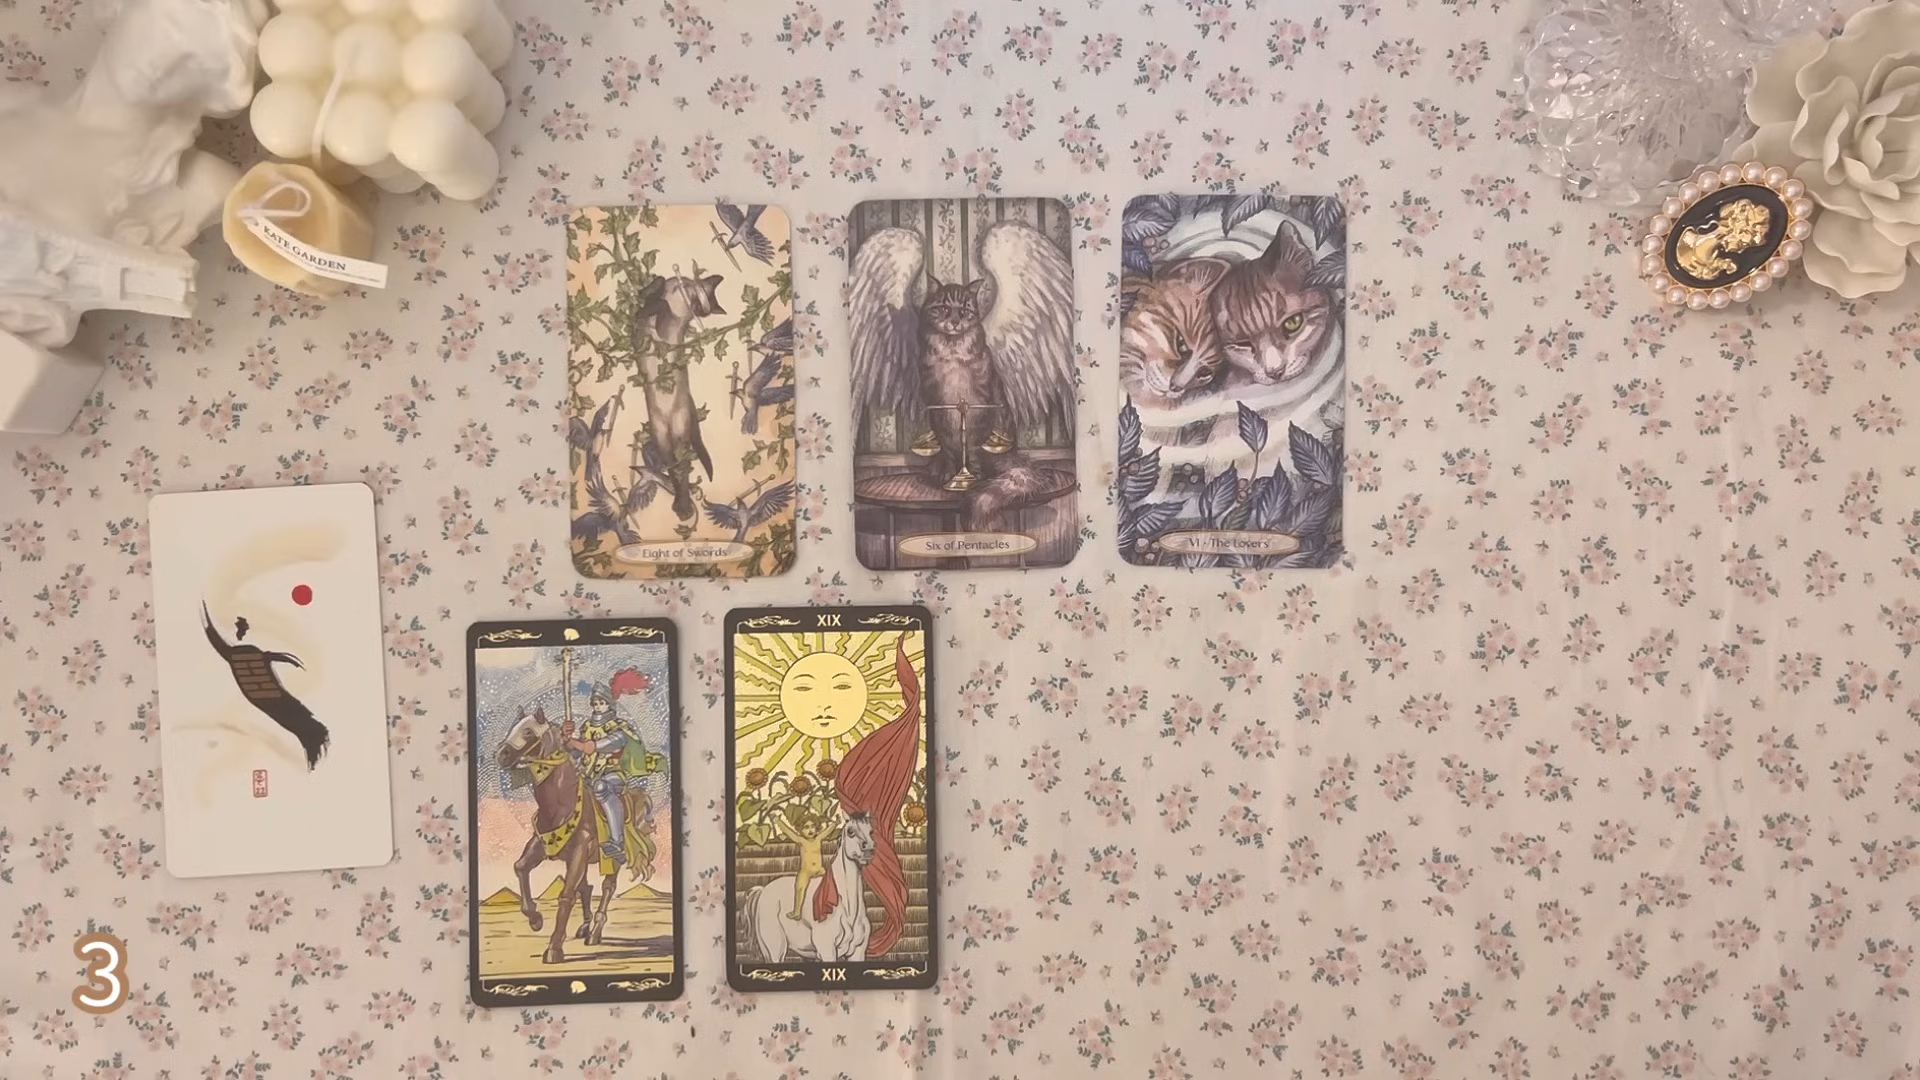 KATE GARDEN
Eight of Swords
Six of Pentacles
VI - The Lovers
XIX
XIX
3